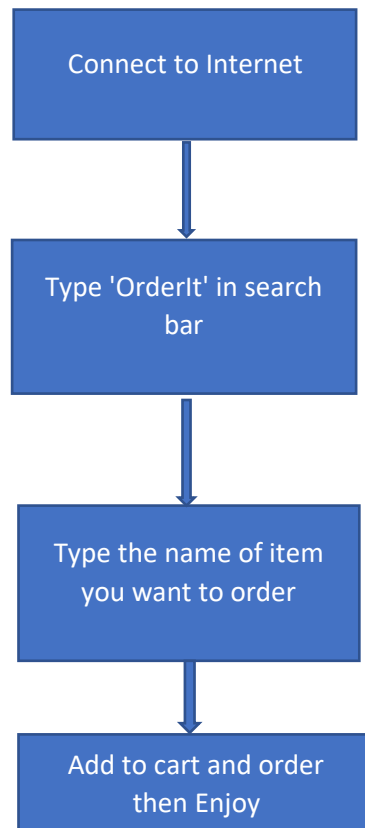 Connect to Internet
Type 'OrderIt' in search
bar
Type the name of item
you want to order
Add to cart and order
then Enjoy